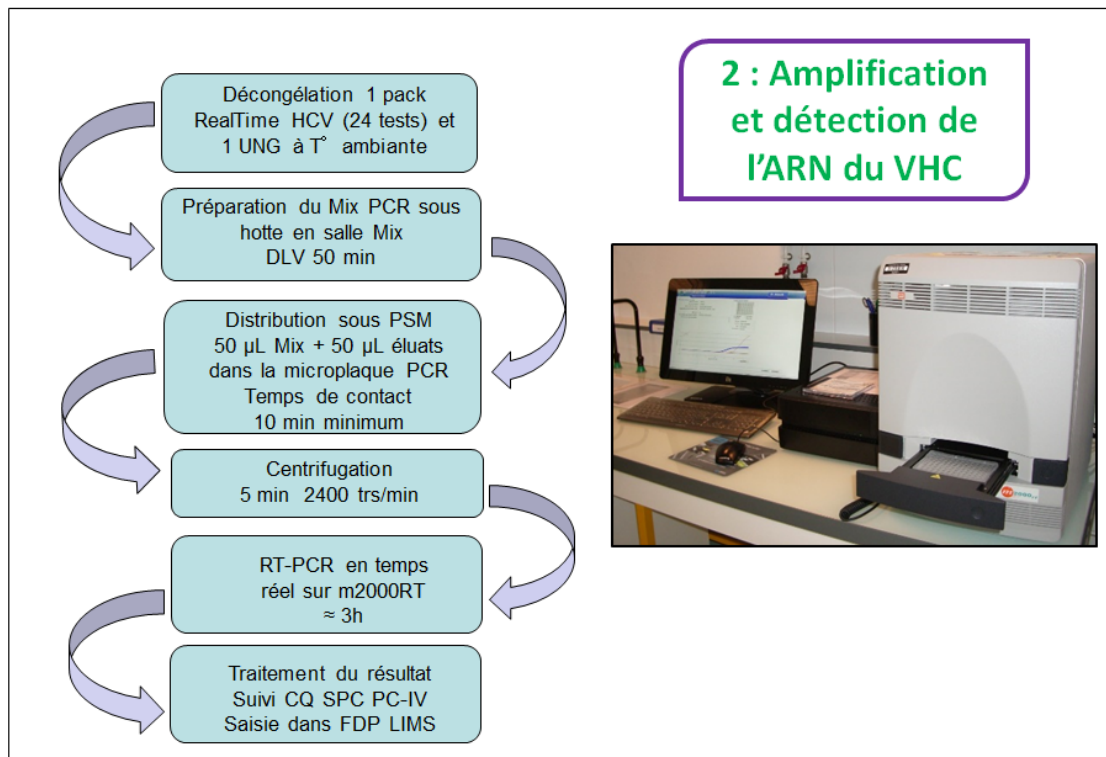 Décongélation 1 pack
RealTime HCV (24 tests) et
1 UNG à T° ambiante
Préparation du Mix PCR sous
hotte en salle Mix
DLV 50 min
Distribution sous PSM
50 µL Mix + 50 µL éluats
dans la microplaque PCR
Temps de contact
10 min minimum
Centrifugation
5 min 2400 trs/min
RT-PCR en temps
réel sur m2000RT
≈ 3h
Traitement du résultat
Suivi CQ SPC PC-IV
Saisie dans FDP LIMS
2 : Amplification
et détection de
l'ARN du VHC